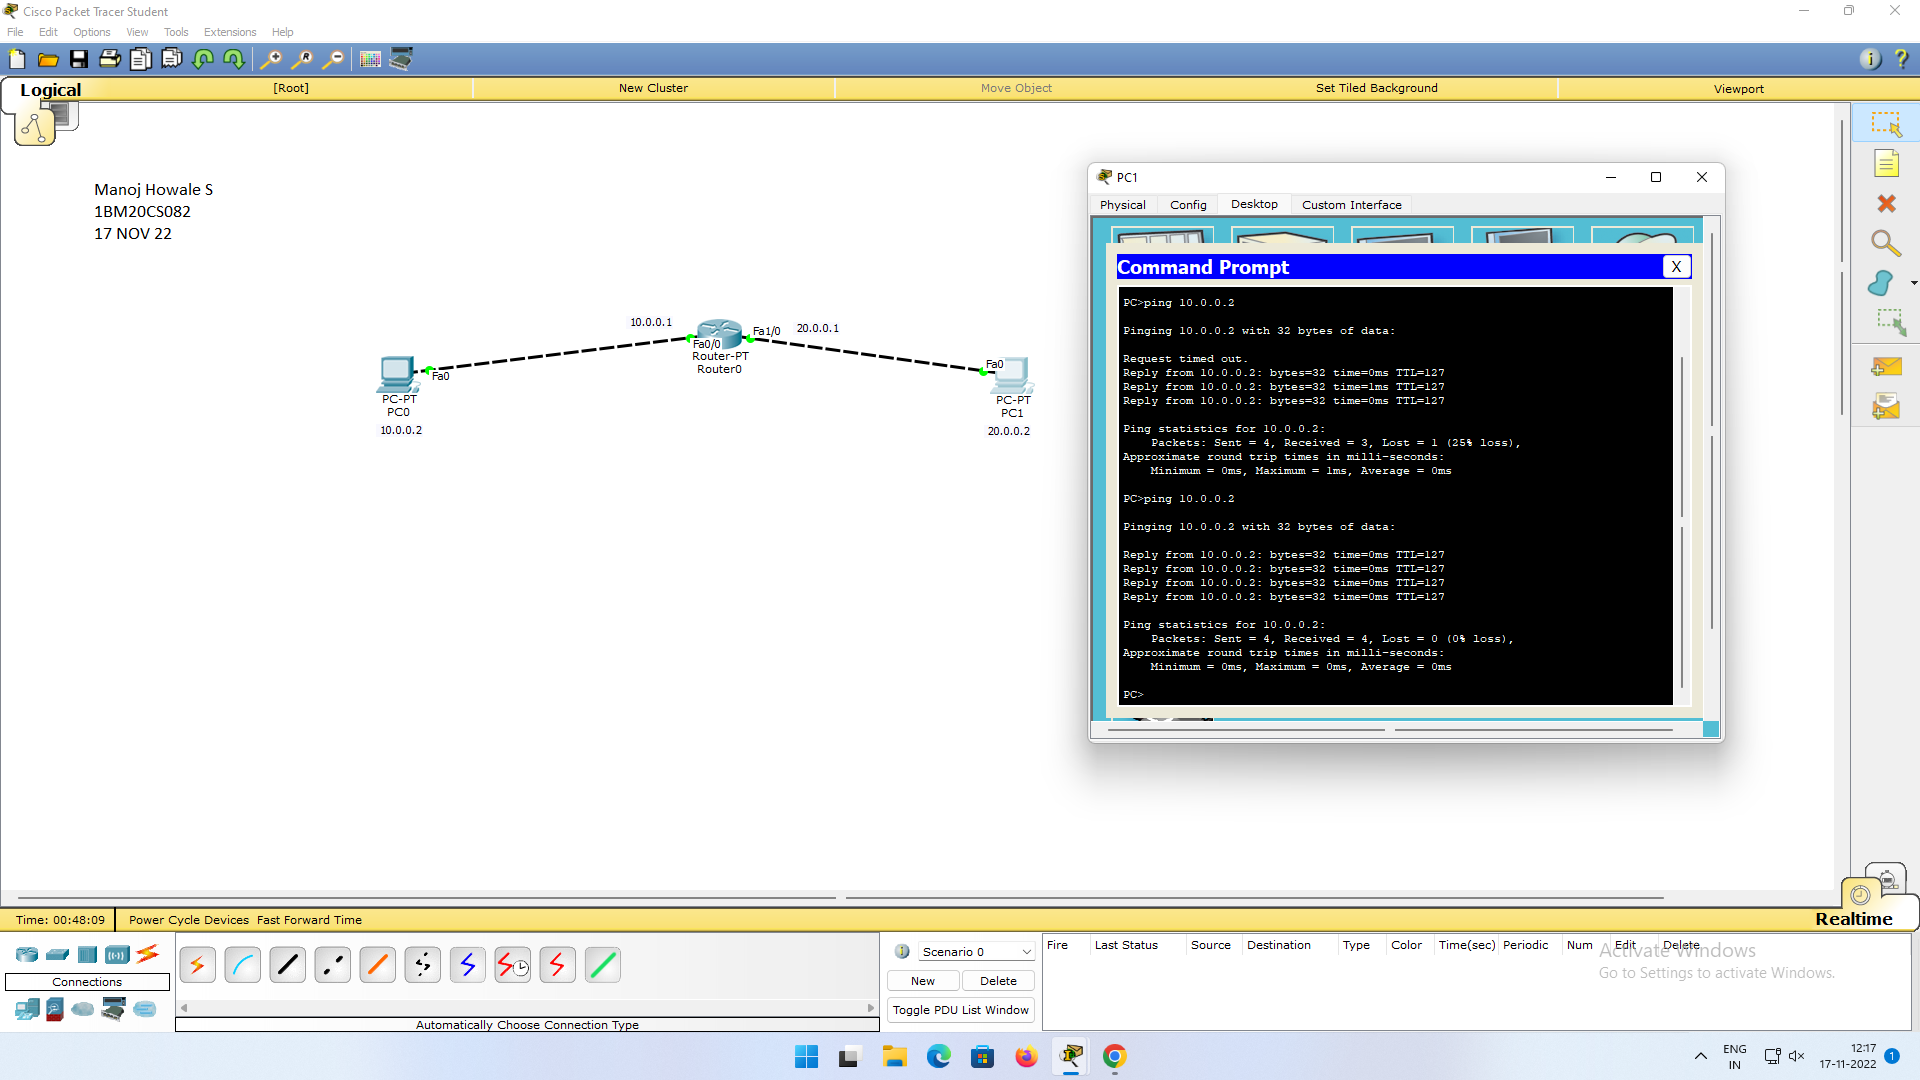 Cisco Packet Tracer Student
File Edit Options View Tools Extensions Help
Logical [Root] New Cluster Move Object Set Tiled Background Viewport
Manoj Howale S
1BM20CS082
17 NOV 22
10.0.0.1
Fa0/0
Fa1/0
20.0.0.1
Router-PT
Router0
Fa0
PC-PT
PC0
10.0.0.2
Fa0
PC-PT
PC1
20.0.0.2
PC1
Physical Config Desktop Custom Interface
Command Prompt X
PC>ping 10.0.0.2
Pinging 10.0.0.2 with 32 bytes of data:
Request timed out.
Reply from 10.0.0.2: bytes=32 time=0ms TTL=127
Reply from 10.0.0.2: bytes=32 time=1ms TTL=127
Reply from 10.0.0.2: bytes=32 time=0ms TTL=127
Ping statistics for 10.0.0.2:
Packets: Sent = 4, Received = 3, Lost = 1 (25% loss),
Approximate round trip times in milli-seconds:
Minimum = 0ms, Maximum = 1ms, Average = 0ms
PC>ping 10.0.0.2
Pinging 10.0.0.2 with 32 bytes of data:
Reply from 10.0.0.2: bytes=32 time=0ms TTL=127
Reply from 10.0.0.2: bytes=32 time=0ms TTL=127
Reply from 10.0.0.2: bytes=32 time=0ms TTL=127
Reply from 10.0.0.2: bytes=32 time=0ms TTL=127
Ping statistics for 10.0.0.2:
Packets: Sent = 4, Received = 4, Lost = 0 (0% loss),
Approximate round trip times in milli-seconds:
Minimum = 0ms, Maximum = 0ms, Average = 0ms
PC>
Time: 00:48:09 Power Cycle Devices Fast Forward Time Realtime
Connections
Automatically Choose Connection Type
Scenario 0
New Delete
Toggle PDU List Window
Fire Last Status Source Destination Type Color Time(sec) Periodic Num Edit Delete
Activate Windows
Go to Settings to activate Windows.
ENG
IN
12:17
17-11-2022
1